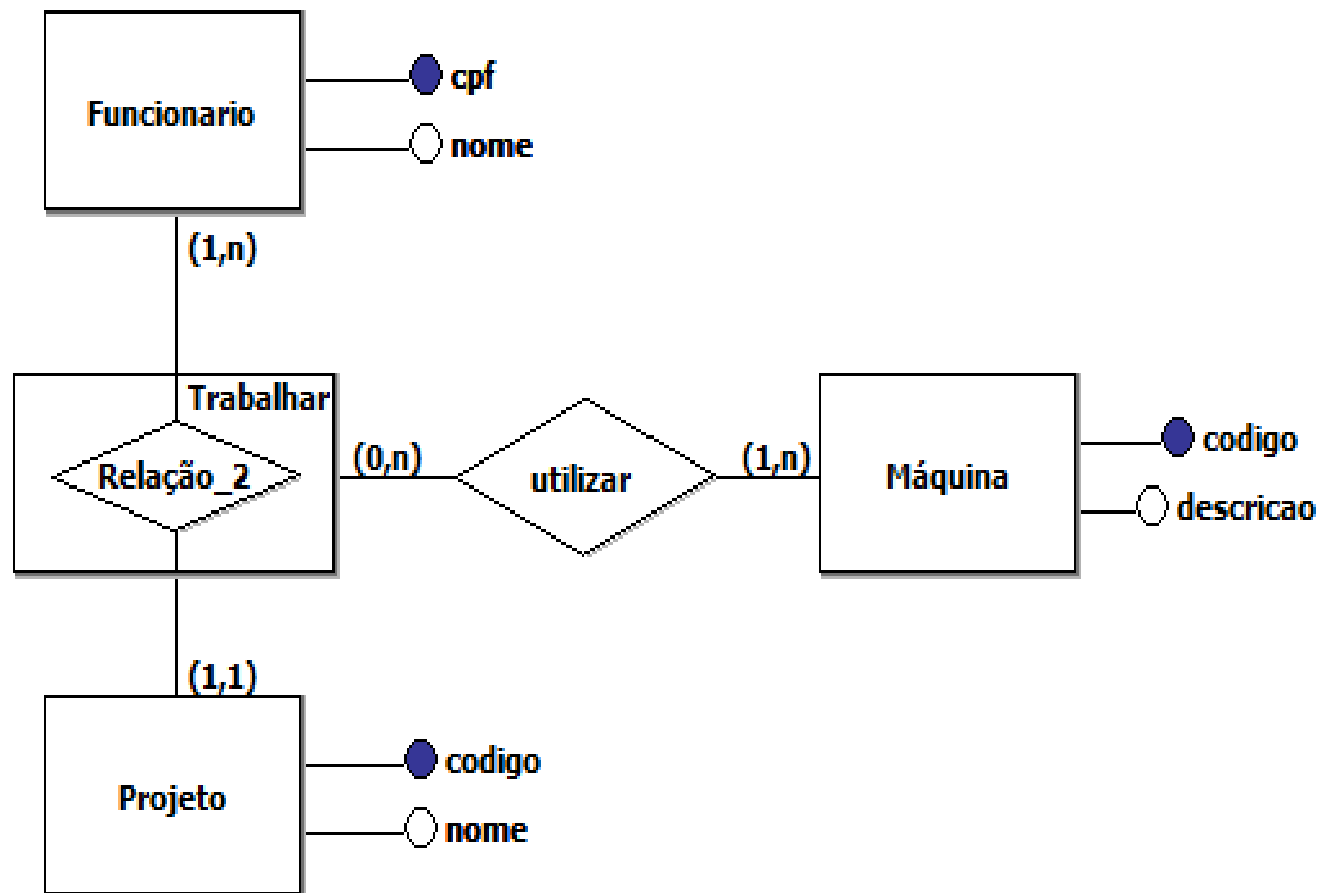 cpf
Funcionario
nome
(1,n)
Trabalhar
Relação_2
(0,n)
utilizar
(1,n)
Máquina
codigo
descricao
(1,1)
codigo
Projeto
nome